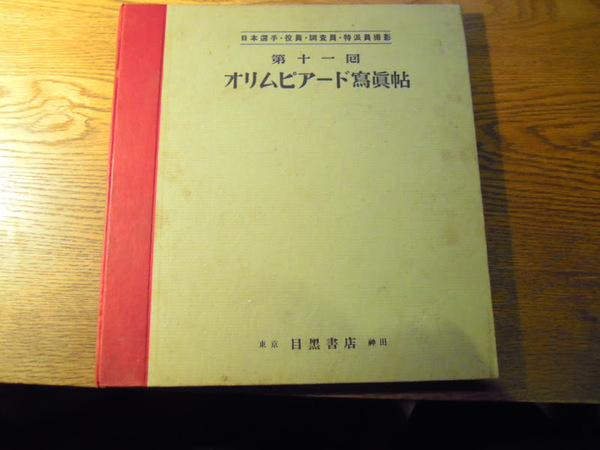 日本選手・役員・調査員・特派員撮影
第十一回
オリムピアード寫眞帖
東京 目黒書店 神田